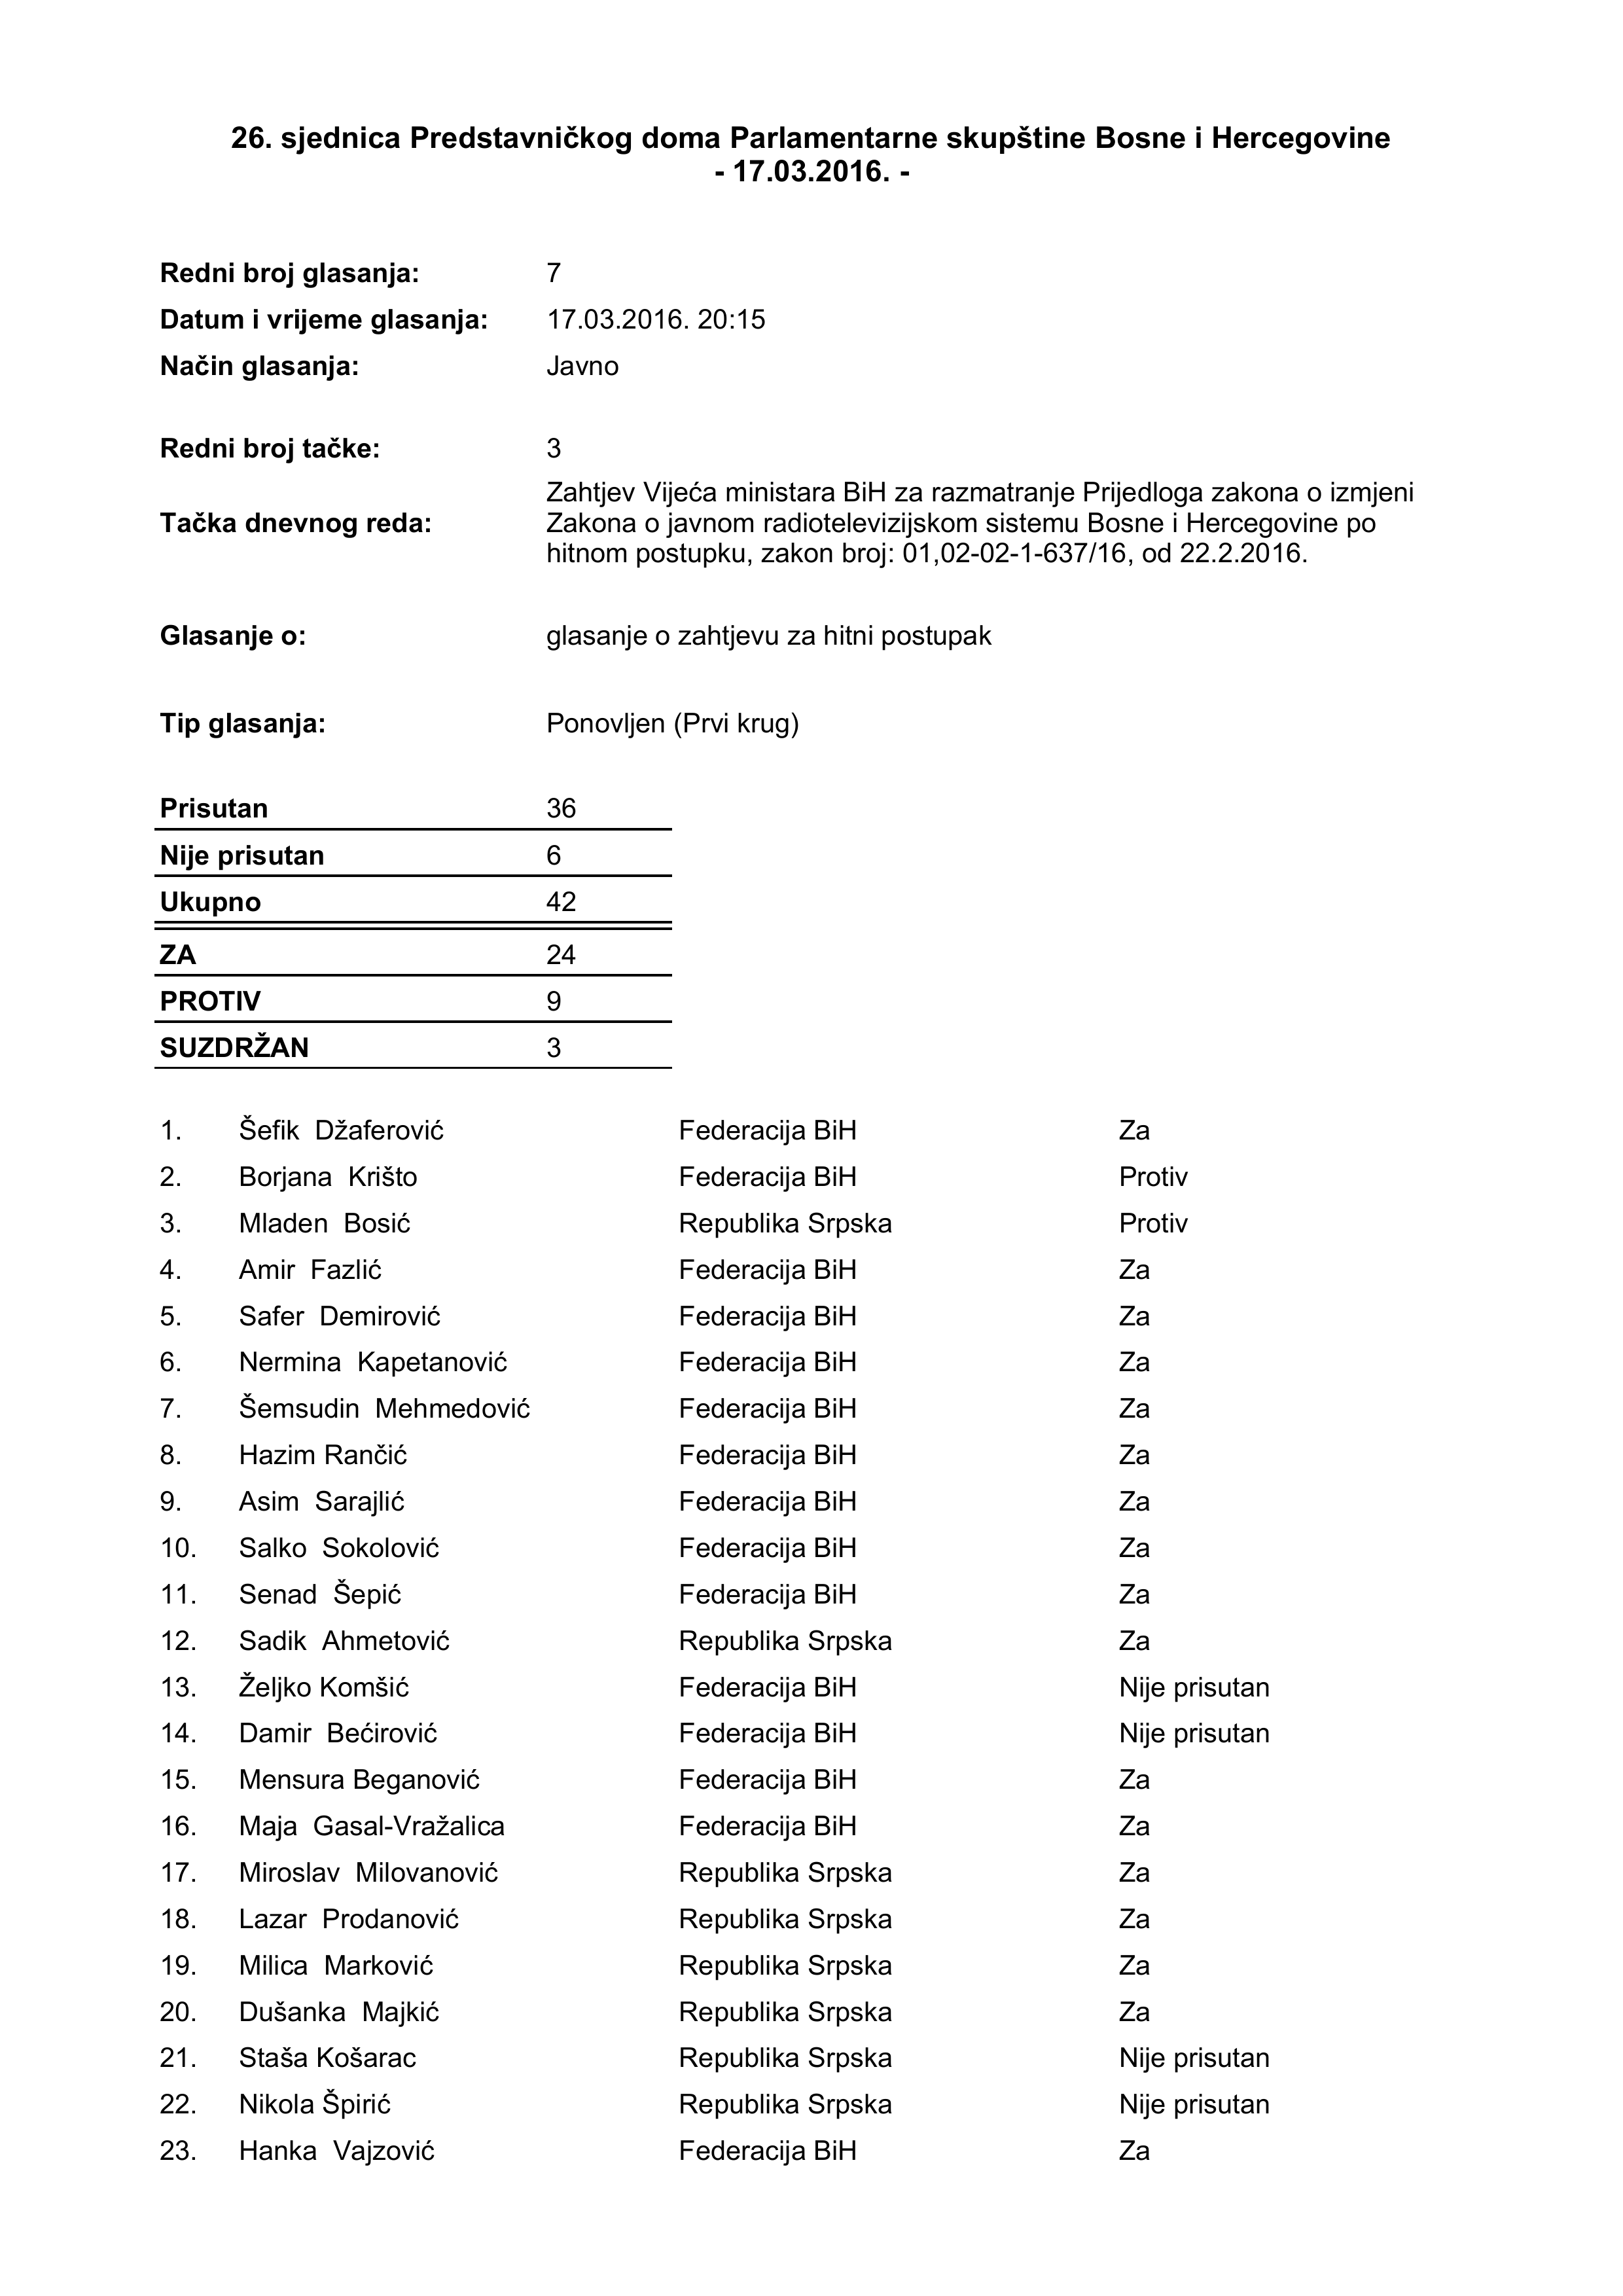 26. sjednica Predstavničkog doma Parlamentarne skupštine Bosne i Hercegovine
- 17.03.2016. -
Redni broj glasanja: 7
Datum i vrijeme glasanja: 17.03.2016. 20:15
Način glasanja: Javno
Redni broj tačke: 3
Tačka dnevnog reda: Zahtjev Vijeća ministara BiH za razmatranje Prijedloga zakona o izmjeni
Zakona o javnom radiotelevizijskom sistemu Bosne i Hercegovine po
hitnom postupku, zakon broj: 01,02-02-1-637/16, od 22.2.2016.
Glasanje o: glasanje o zahtjevu za hitni postupak
Tip glasanja: Ponovljen (Prvi krug)
Prisutan 36
Nije prisutan 6
Ukupno 42
ZA 24
PROTIV 9
SUZDRŽAN 3
1. Šefik Džaferović Federacija BiH Za
2. Borjana Krišto Federacija BiH Protiv
3. Mladen Bosić Republika Srpska Protiv
4. Amir Fazlić Federacija BiH Za
5. Safer Demirović Federacija BiH Za
6. Nermina Kapetanović Federacija BiH Za
7. Šemsudin Mehmedović Federacija BiH Za
8. Hazim Rančić Federacija BiH Za
9. Asim Sarajlić Federacija BiH Za
10. Salko Sokolović Federacija BiH Za
11. Senad Šepić Federacija BiH Za
12. Sadik Ahmetović Republika Srpska Za
13. Željko Komšić Federacija BiH Nije prisutan
14. Damir Bećirović Federacija BiH Nije prisutan
15. Mensura Beganović Federacija BiH Za
16. Maja Gasal-Vražalica Federacija BiH Za
17. Miroslav Milovanović Republika Srpska Za
18. Lazar Prodanović Republika Srpska Za
19. Milica Marković Republika Srpska Za
20. Dušanka Majkić Republika Srpska Za
21. Staša Košarac Republika Srpska Nije prisutan
22. Nikola Špirić Republika Srpska Nije prisutan
23. Hanka Vajzović Federacija BiH Za